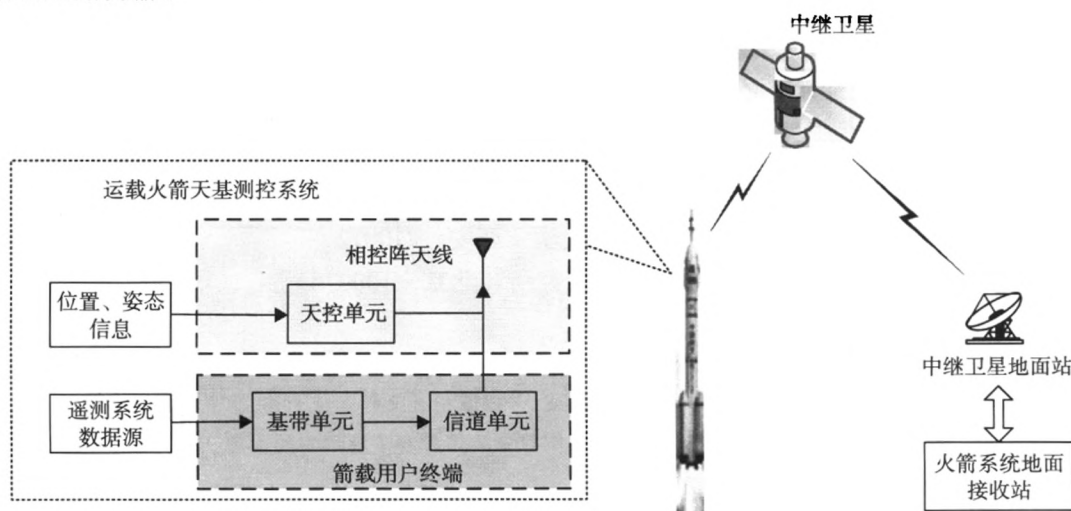 中继卫星
运载火箭天基测控系统
相控阵天线
位置、姿态
信息
天控单元
遥测系统
数据源
基带单元
信道单元
箭载用户终端
中继卫星地面站
火箭系统地面
接收站